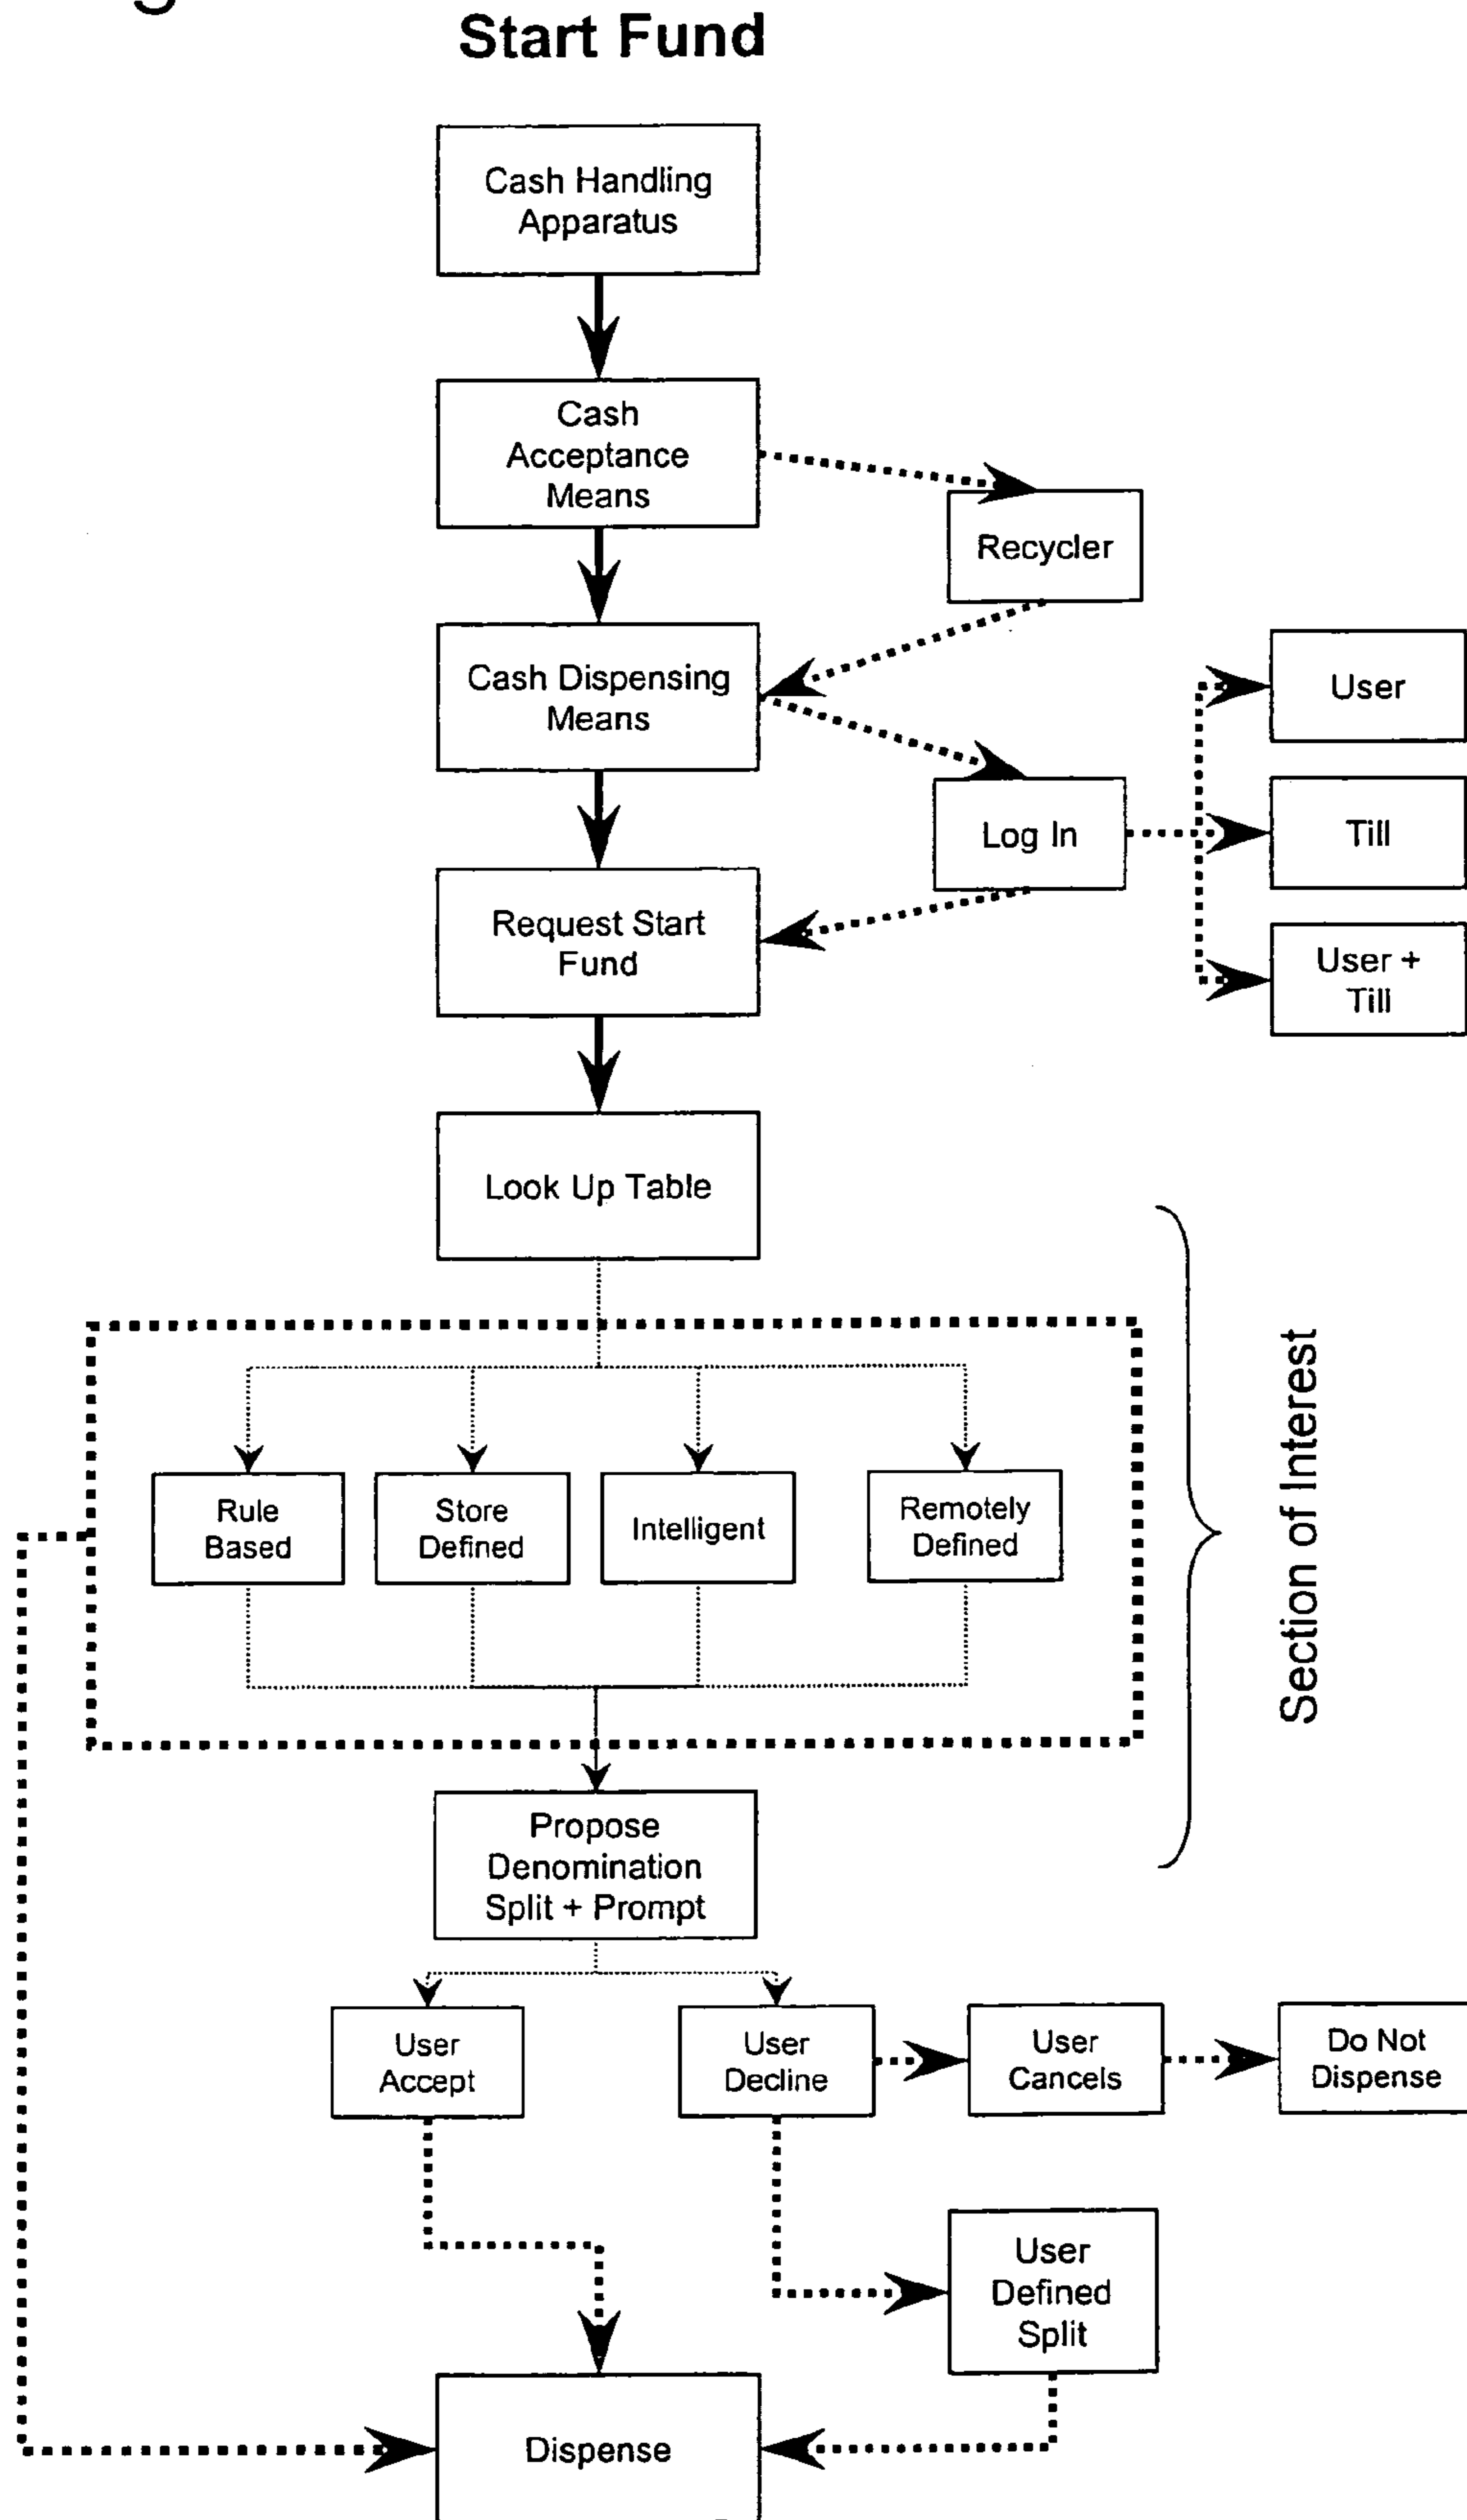 Start Fund
Cash Handling
Apparatus
Cash
Acceptance
Means
Recycler
Cash Dispensing
Means
User
Log In
Till
Request Start
Fund
User +
Till
Look Up Table
Section of Interest
Rule
Based
Store
Defined
Intelligent
Remotely
Defined
Propose
Denomination
Split + Prompt
User
Accept
User
Decline
User
Cancels
Do Not
Dispense
User
Defined
Split
Dispense